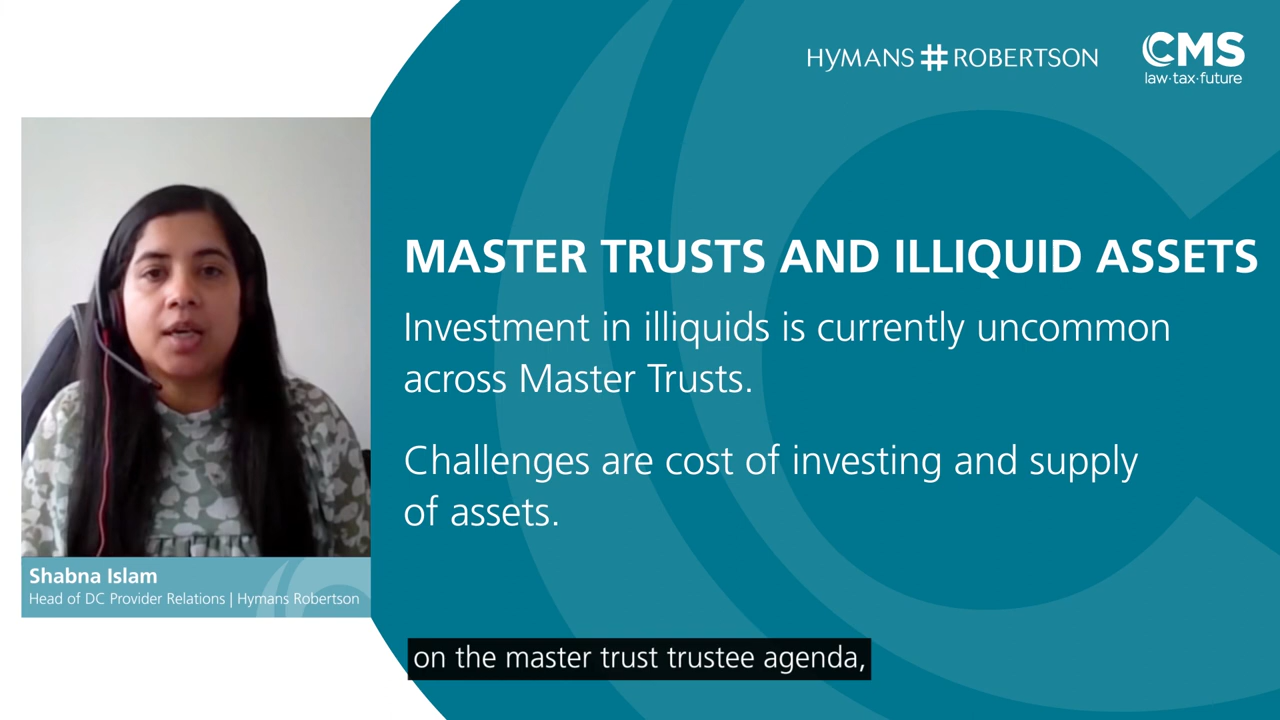 HYMANS # ROBERTSON
CMS
law·tax·future
MASTER TRUSTS AND ILLIQUID ASSETS
Investment in illiquids is currently uncommon
across Master Trusts.
Challenges are cost of investing and supply
of assets.
Shabna Islam
Head of DC Provider Relations | Hymans Robertson
on the master trust trustee agenda,